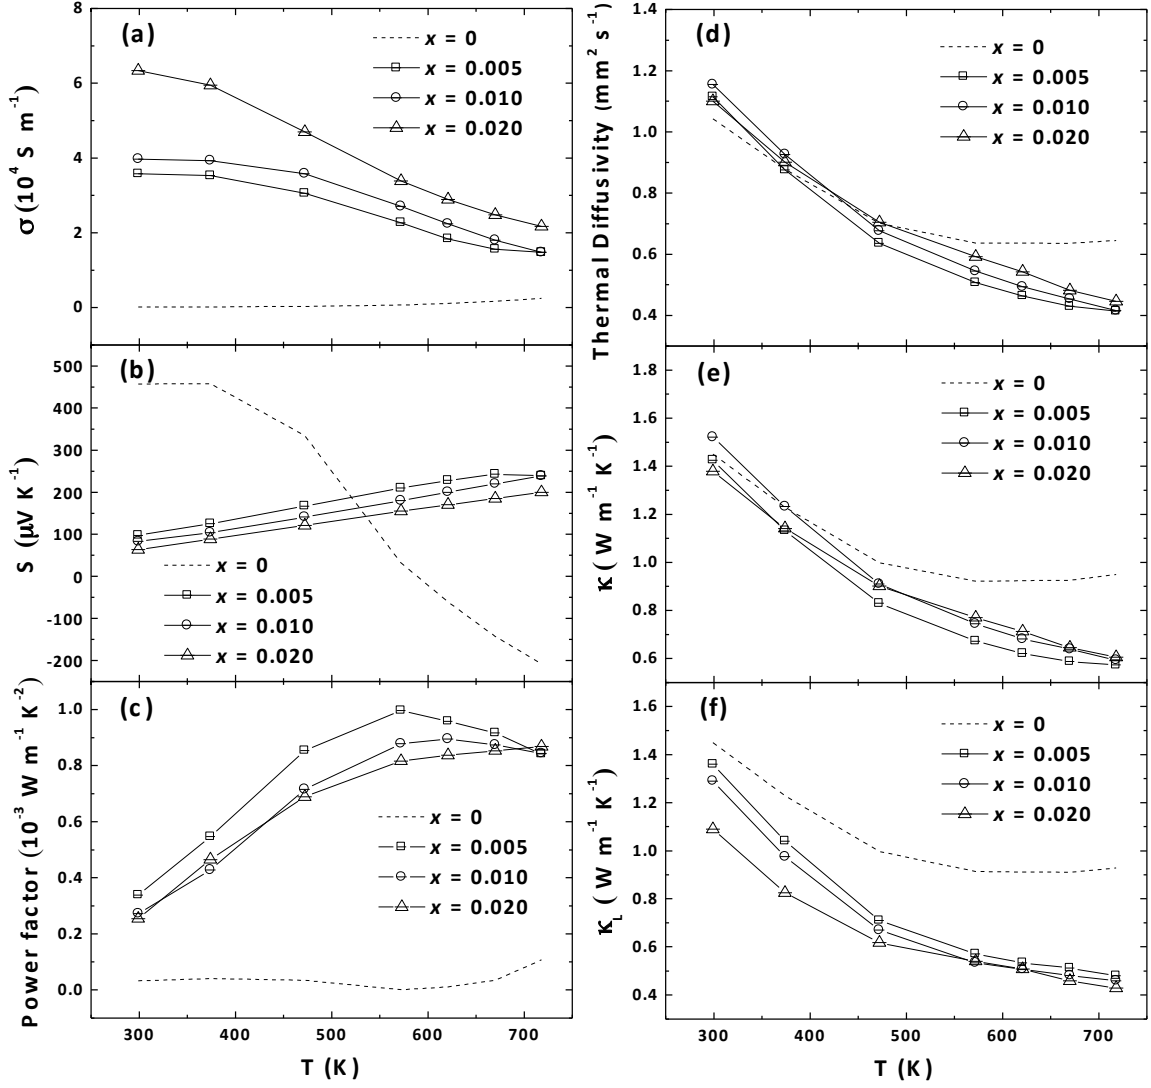 (a)
x = 0
x = 0.005
x = 0.010
x = 0.020
σ (10⁴ S m⁻¹)
8
6
4
2
0
(b)
x = 0
x = 0.005
x = 0.010
x = 0.020
S (μV K⁻¹)
500
400
300
200
100
0
-100
-200
(c)
x = 0
x = 0.005
x = 0.010
x = 0.020
Power factor (10⁻³ W m⁻¹ K⁻²)
1.0
0.8
0.6
0.4
0.2
0.0
300 400 500 600 700
T (K)
(d)
x = 0
x = 0.005
x = 0.010
x = 0.020
Thermal Diffusivity (mm² s⁻¹)
1.4
1.2
1.0
0.8
0.6
0.4
(e)
x = 0
x = 0.005
x = 0.010
x = 0.020
κ (W m⁻¹ K⁻¹)
1.8
1.6
1.4
1.2
1.0
0.8
0.6
(f)
x = 0
x = 0.005
x = 0.010
x = 0.020
κL (W m⁻¹ K⁻¹)
1.6
1.4
1.2
1.0
0.8
0.6
0.4
300 400 500 600 700
T (K)